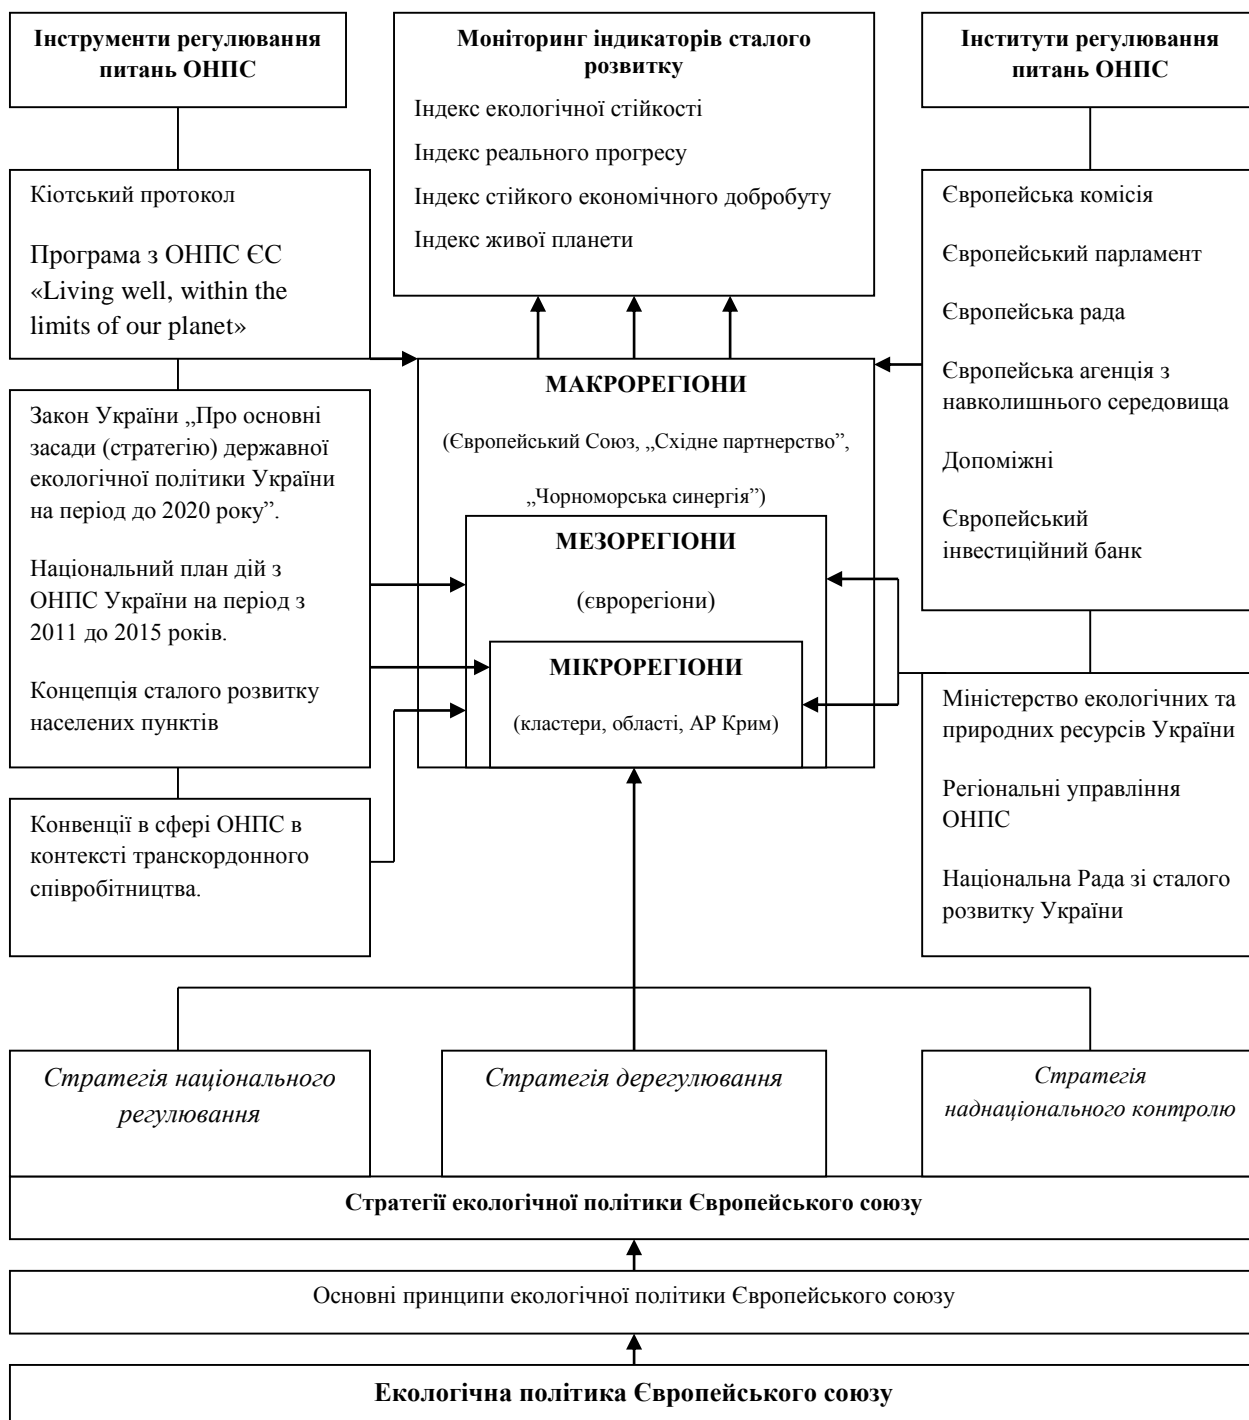 Інструменти регулювання
питань ОНПС
Моніторинг індикаторів сталого
розвитку
Індекс екологічної стійкості
Індекс реального прогресу
Індекс стійкого економічного добробуту
Індекс живої планети
Інститути регулювання
питань ОНПС
Кіотський протокол
Програма з ОНПС ЄС
«Living well, within the
limits of our planet»
Європейська комісія
Європейський парламент
Європейська рада
Європейська агенція з
навколишнього середовища
Допоміжні
Європейський
інвестиційний банк
МАКРОРЕГІОНИ
(Європейський Союз, „Східне партнерство”,
„Чорноморська синергія”)
МЕЗОРЕГІОНИ
(єврорегіони)
МІКРОРЕГІОНИ
(кластери, області, АР Крим)
Закон України „Про основні
засади (стратегію) державної
екологічної політики України
на період до 2020 року”.
Національний план дій з
ОНПС України на період з
2011 до 2015 років.
Концепція сталого розвитку
населених пунктів
Міністерство екологічних та
природних ресурсів України
Регіональні управління
ОНПС
Національна Рада зі сталого
розвитку України
Конвенції в сфері ОНПС в
контексті транскордонного
співробітництва.
Стратегія національного
регулювання
Стратегія дерегулювання
Стратегія
наднаціонального контролю
Стратегії екологічної політики Європейського союзу
Основні принципи екологічної політики Європейського союзу
Екологічна політика Європейського союзу